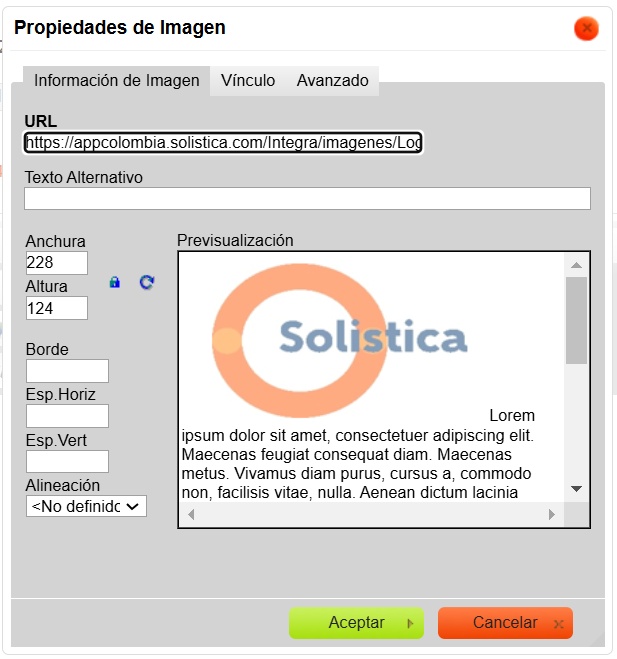 Propiedades de Imagen
Información de Imagen Vínculo Avanzado
URL
https://appcolombia.solistica.com/Integra/imagenes/Log
Texto Alternativo
Anchura
228
Altura
124
Borde
Esp.Horiz
Esp.Vert
Alineación
<No definido
Previsualización
Solistica
Lorem
ipsum dolor sit amet, consectetuer adipiscing elit.
Maecenas feugiat consequat diam. Maecenas
metus. Vivamus diam purus, cursus a, commodo
non, facilisis vitae, nulla. Aenean dictum lacinia
Aceptar Cancelar